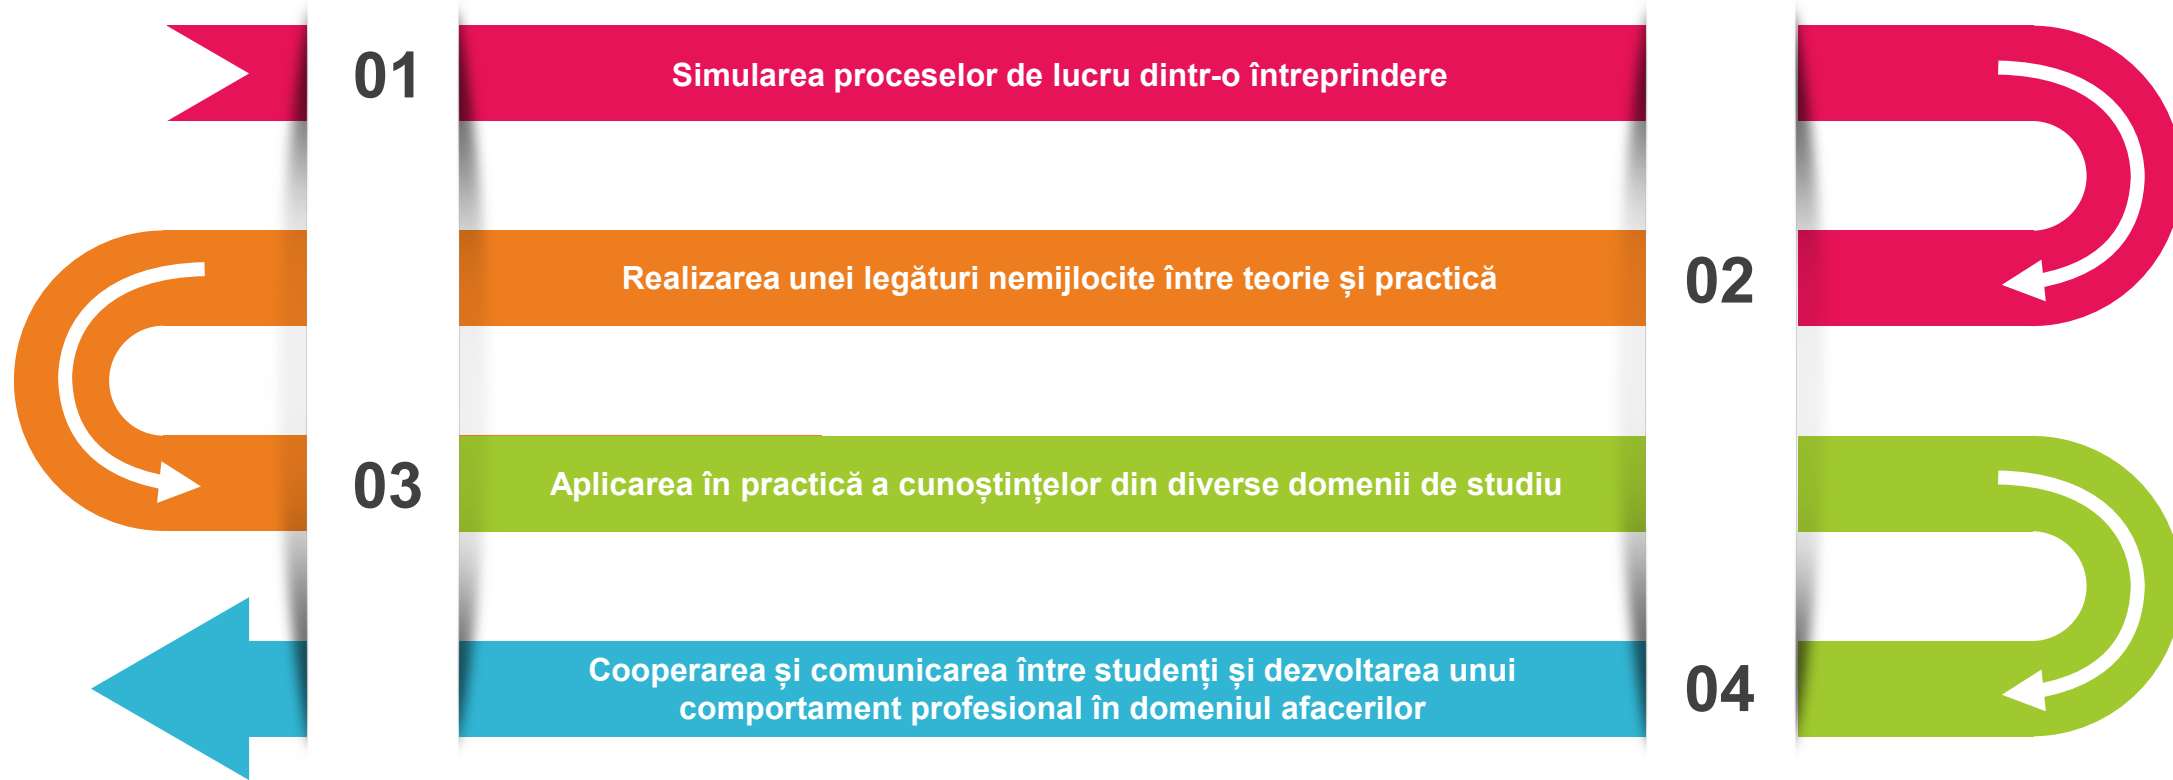 01
Simularea proceselor de lucru dintr-o întreprindere
Realizarea unei legături nemijlocite între teorie și practică
02
03
Aplicarea în practică a cunoștințelor din diverse domenii de studiu
Cooperarea și comunicarea între studenți și dezvoltarea unui
comportament profesional în domeniul afacerilor
04